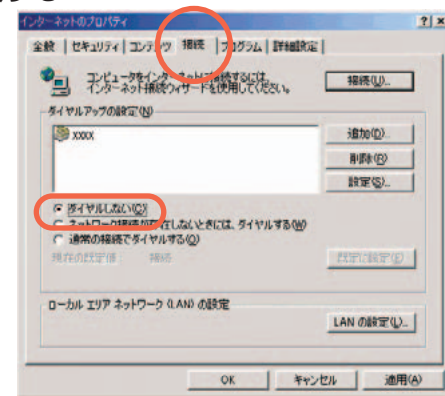 インターネットのプロパティ ? ×
全般 セキュリティ コンテンツ 接続 プログラム 詳細設定
コンピュータをインターネットに接続するには、
インターネット接続ウィザードを使用してください。
接続(U)...
ダイヤルアップの設定(N)
xxxx
追加(D)...
削除(R)
設定(S)...
ダイヤルしない(C)
ネットワーク接続が存在しないときには、ダイヤルする(W)
通常の接続でダイヤルする(O)
現在の既定値 接続
既定に設定(E)
ローカル エリア ネットワーク (LAN) の設定
LAN の設定(L)...
OK キャンセル 適用(A)